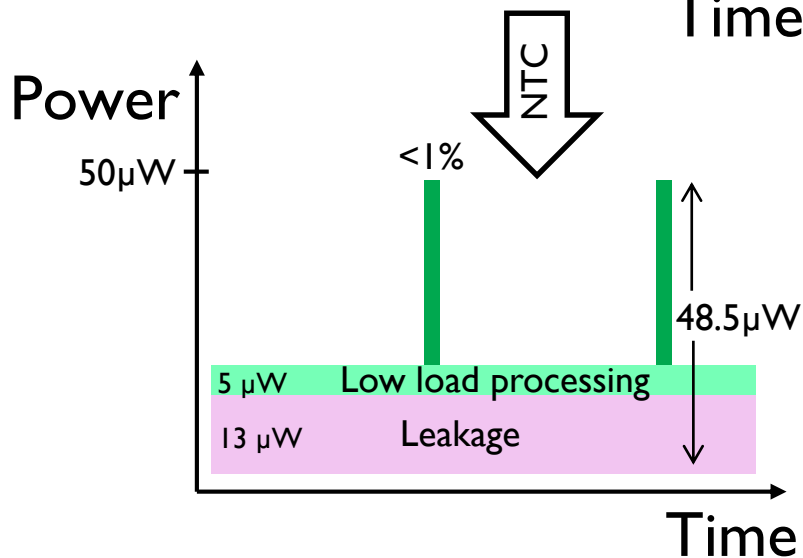 Time
NTC
Power
<1%
50µW
48.5µW
5 µW Low load processing
13 µW Leakage
Time